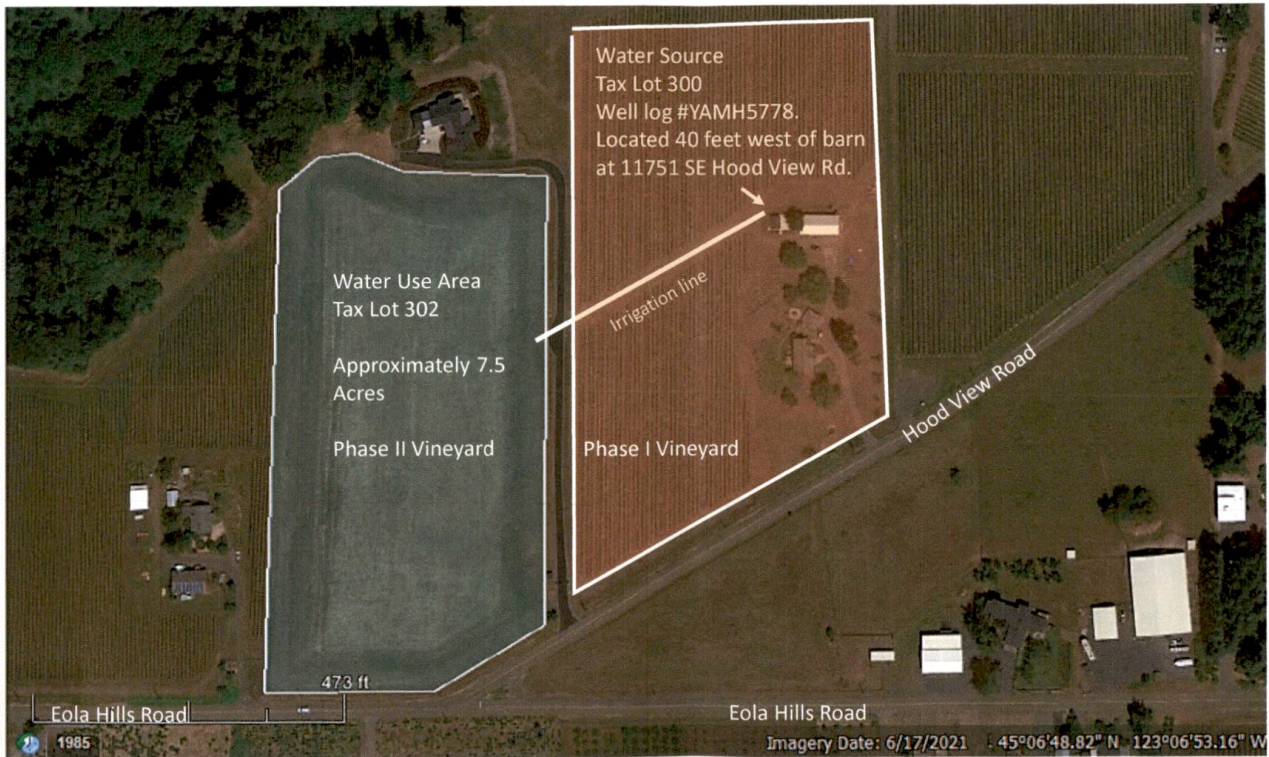 Water Source
Tax Lot 300
Well log #YAMH5778.
Located 40 feet west of barn
at 11751 SE Hood View Rd.
Water Use Area
Tax Lot 302
Approximately 7.5
Acres
Phase II Vineyard
Irrigation line
Phase I Vineyard
Hood View Road
473 ft
Eola Hills Road
Eola Hills Road
1985
Imagery Date: 6/17/2021 45°06'48.82" N 123°06'53.16" W